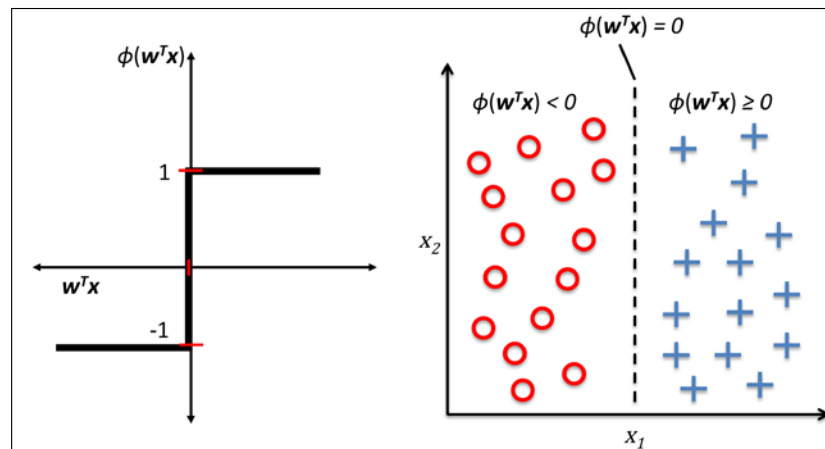 ϕ(wᵀx)
1
wᵀx
-1
ϕ(wᵀx) = 0
ϕ(wᵀx) < 0
ϕ(wᵀx) ≥ 0
x₂
x₁